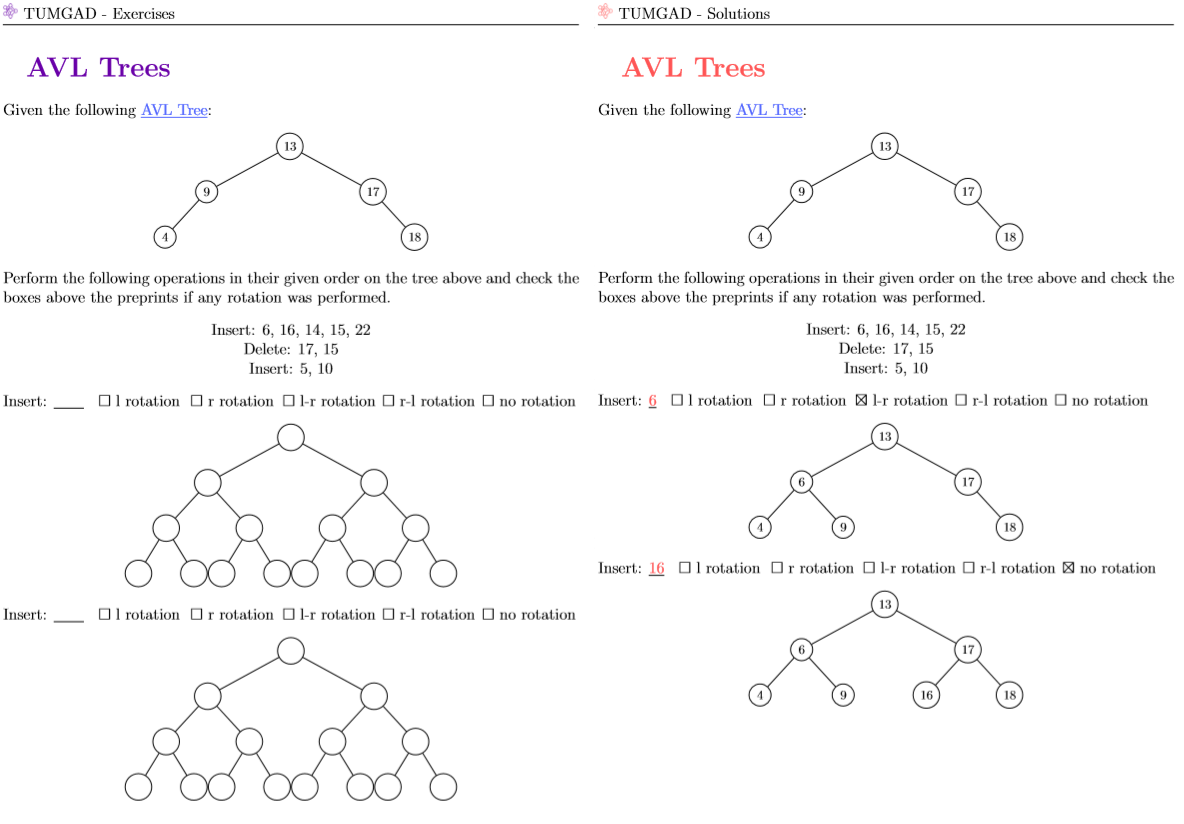 TUMGAD - Exercises
AVL Trees
Given the following AVL Tree:
13
9
17
4
18
Perform the following operations in their given order on the tree above and check the
boxes above the preprints if any rotation was performed.
Insert: 6, 16, 14, 15, 22
Delete: 17, 15
Insert: 5, 10
Insert: ___ ☐ l rotation ☐ r rotation ☐ l-r rotation ☐ r-l rotation ☐ no rotation
Insert: ___ ☐ l rotation ☐ r rotation ☐ l-r rotation ☐ r-l rotation ☐ no rotation
TUMGAD - Solutions
AVL Trees
Given the following AVL Tree:
13
9
17
4
18
Perform the following operations in their given order on the tree above and check the
boxes above the preprints if any rotation was performed.
Insert: 6, 16, 14, 15, 22
Delete: 17, 15
Insert: 5, 10
Insert: 6 ☐ l rotation ☐ r rotation ☒ l-r rotation ☐ r-l rotation ☐ no rotation
13
6
17
4
9
18
Insert: 16 ☐ l rotation ☐ r rotation ☐ l-r rotation ☐ r-l rotation ☒ no rotation
13
6
17
4
9
16
18